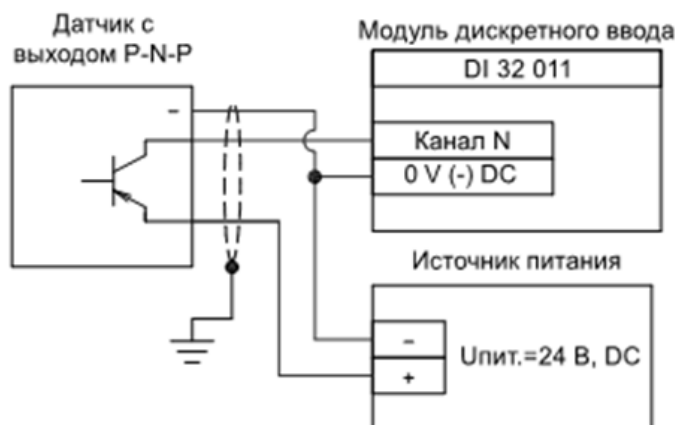 Датчик с
выходом P-N-P
Модуль дискретного ввода
DI 32 011
–
Канал N
0 V (-) DC
Источник питания
–
Uпит.=24 В, DC
+